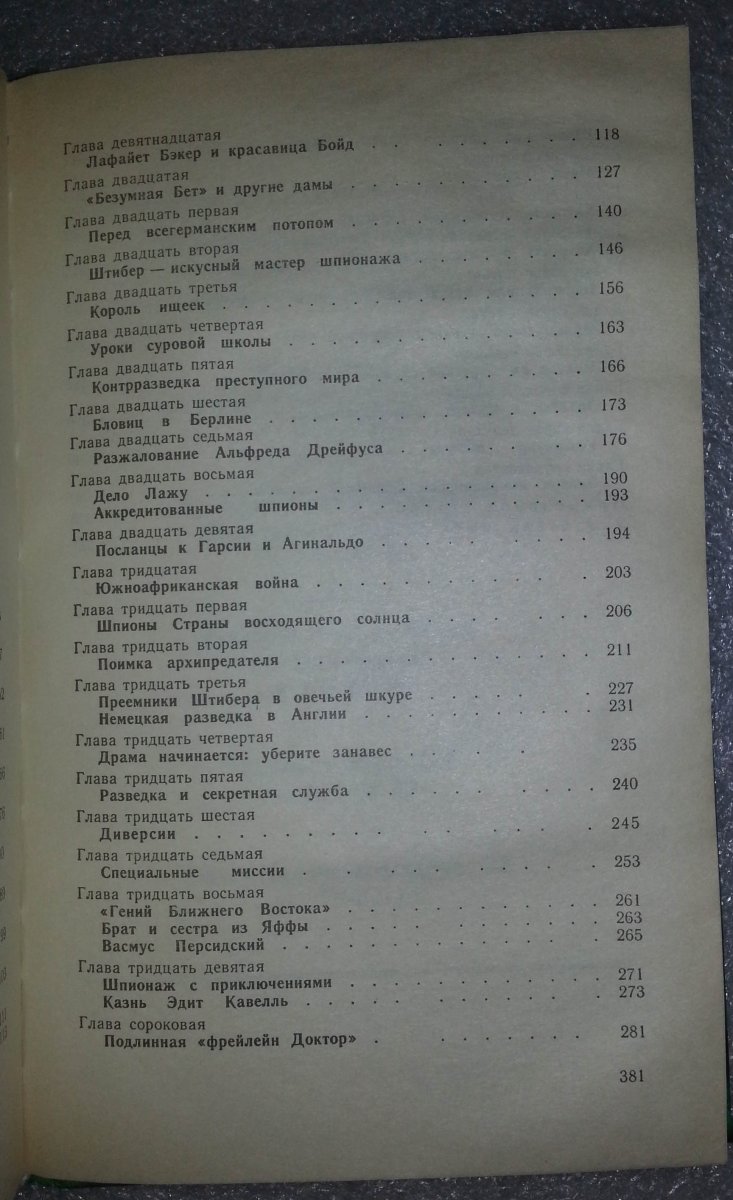 Глава девятнадцатая
Лафайет Бэкер и красавица Бойд . . . . . . . . 118
Глава двадцатая
«Безумная Бет» и другие дамы . . . . . . . . . 127
Глава двадцать первая
Перед всегерманским потопом . . . . . . . . . 140
Глава двадцать вторая
Штибер — искусный мастер шпионажа . . . . . . . 146
Глава двадцать третья
Король ищеек . . . . . . . . . . . . . . 156
Глава двадцать четвертая
Уроки суровой школы . . . . . . . . . . . 163
Глава двадцать пятая
Контрразведка преступного мира . . . . . . . . . 166
Глава двадцать шестая
Бловиц в Берлине . . . . . . . . . . . . 173
Глава двадцать седьмая
Разжалование Альфреда Дрейфуса . . . . . . . . 176
Глава двадцать восьмая
Дело Лажу . . . . . . . . . . . . . . 190
Аккредитованные шпионы . . . . . . . . . . 193
Глава двадцать девятая
Посланцы к Гарсии и Агинальдо . . . . . . . . . 194
Глава тридцатая
Южноафриканская война . . . . . . . . . . 203
Глава тридцать первая
Шпионы Страны восходящего солнца . . . . . . . 206
Глава тридцать вторая
Поимка архипредателя . . . . . . . . . . . 211
Глава тридцать третья
Преемники Штибера в овечьей шкуре . . . . . . 227
Немецкая разведка в Англии . . . . . . . . . 231
Глава тридцать четвертая
Драма начинается: уберите занавес . . . . . . 235
Глава тридцать пятая
Разведка и секретная служба . . . . . . . . . 240
Глава тридцать шестая
Диверсии . . . . . . . . . . . . . 245
Глава тридцать седьмая
Специальные миссии . . . . . . . . . . 253
Глава тридцать восьмая
«Гений Ближнего Востока» . . . . . . . . . . 261
Брат и сестра из Яффы . . . . . . . . . . 263
Васмус Персидский . . . . . . . . . . . . 265
Глава тридцать девятая
Шпионаж с приключениями . . . . . . . . . . 271
Казнь Эдит Кавелль . . . . . . . . . . . 273
Глава сороковая
Подлинная «фрейлейн Доктор» . . . . . . . . 281
381